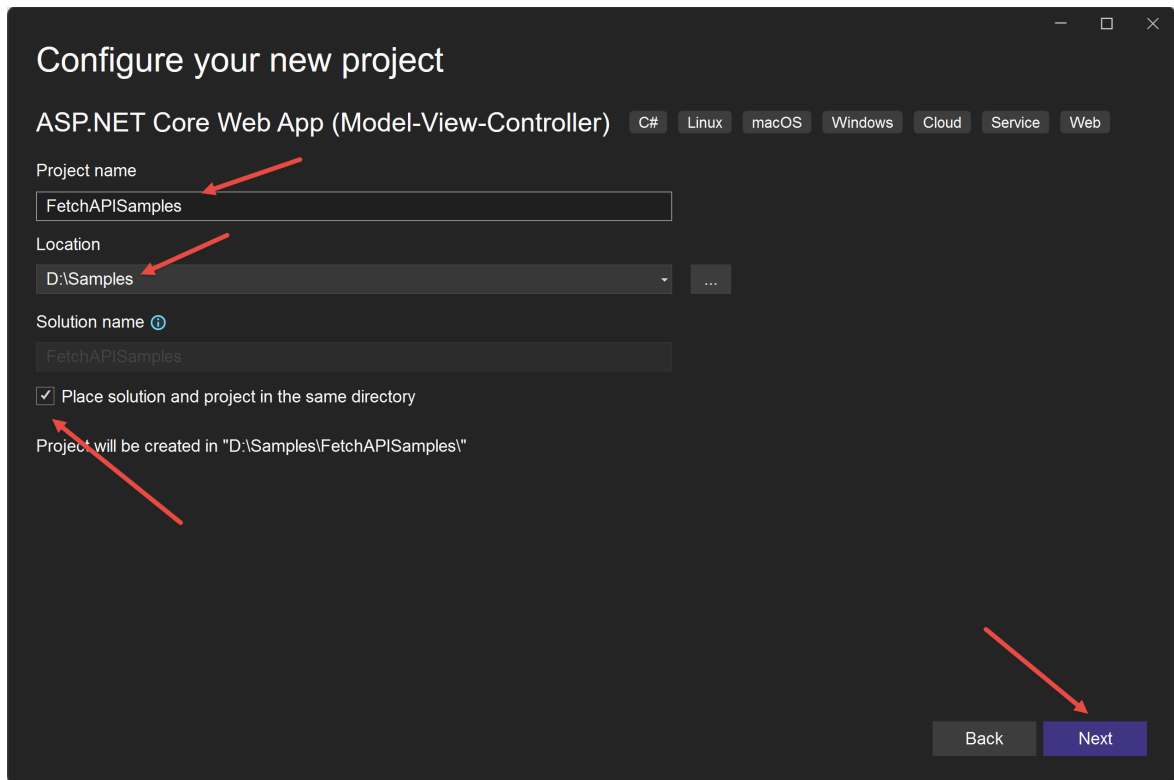 Configure your new project
ASP.NET Core Web App (Model-View-Controller) C# Linux macOS Windows Cloud Service Web
Project name
FetchAPISamples
Location
D:\Samples
...
Solution name
FetchAPISamples
Place solution and project in the same directory
Project will be created in "D:\Samples\FetchAPISamples\"
Back Next